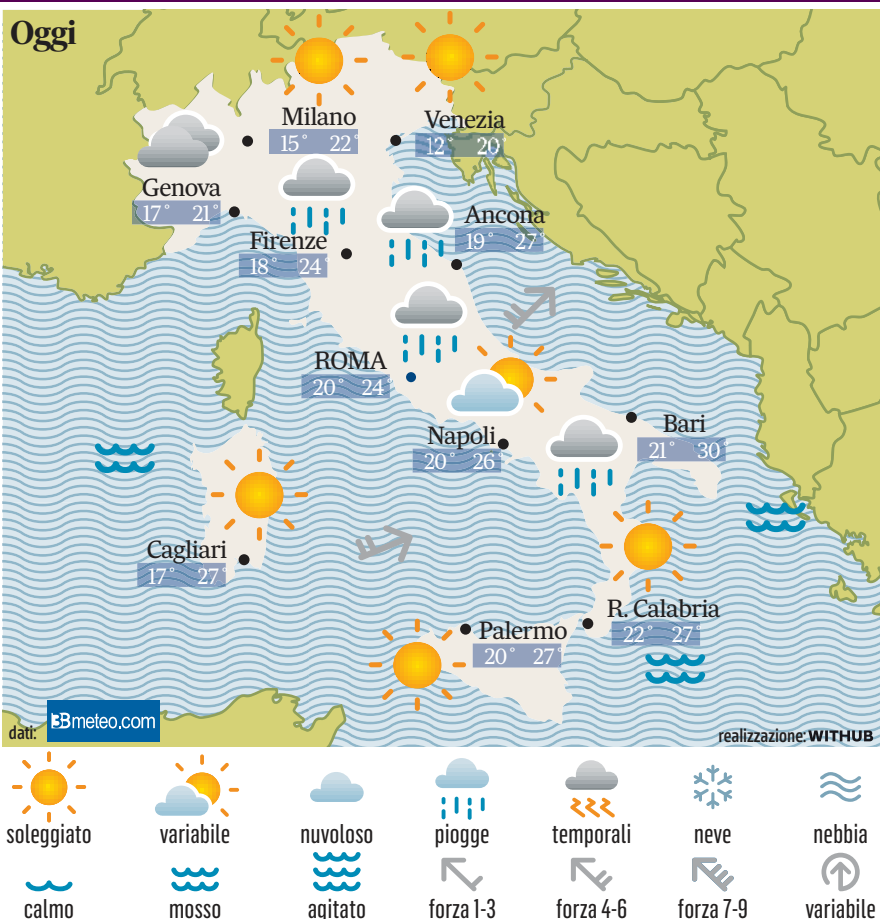 Oggi
Milano
15° 22°
Venezia
12° 20°
Genova
17° 21°
Ancona
19° 27°
Firenze
18° 24°
ROMA
20° 24°
Napoli
20° 26°
Bari
21° 30°
Cagliari
17° 27°
R. Calabria
22° 27°
Palermo
20° 27°
dati: 3Bmeteo.com
realizzazione: WITHUB
soleggiato variabile nuvoloso piogge temporali neve nebbia
calmo mosso agitato forza 1-3 forza 4-6 forza 7-9 variabile